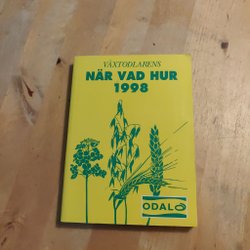 VÄXTODLARENS
NÄR VAD HUR
1998
ODAL